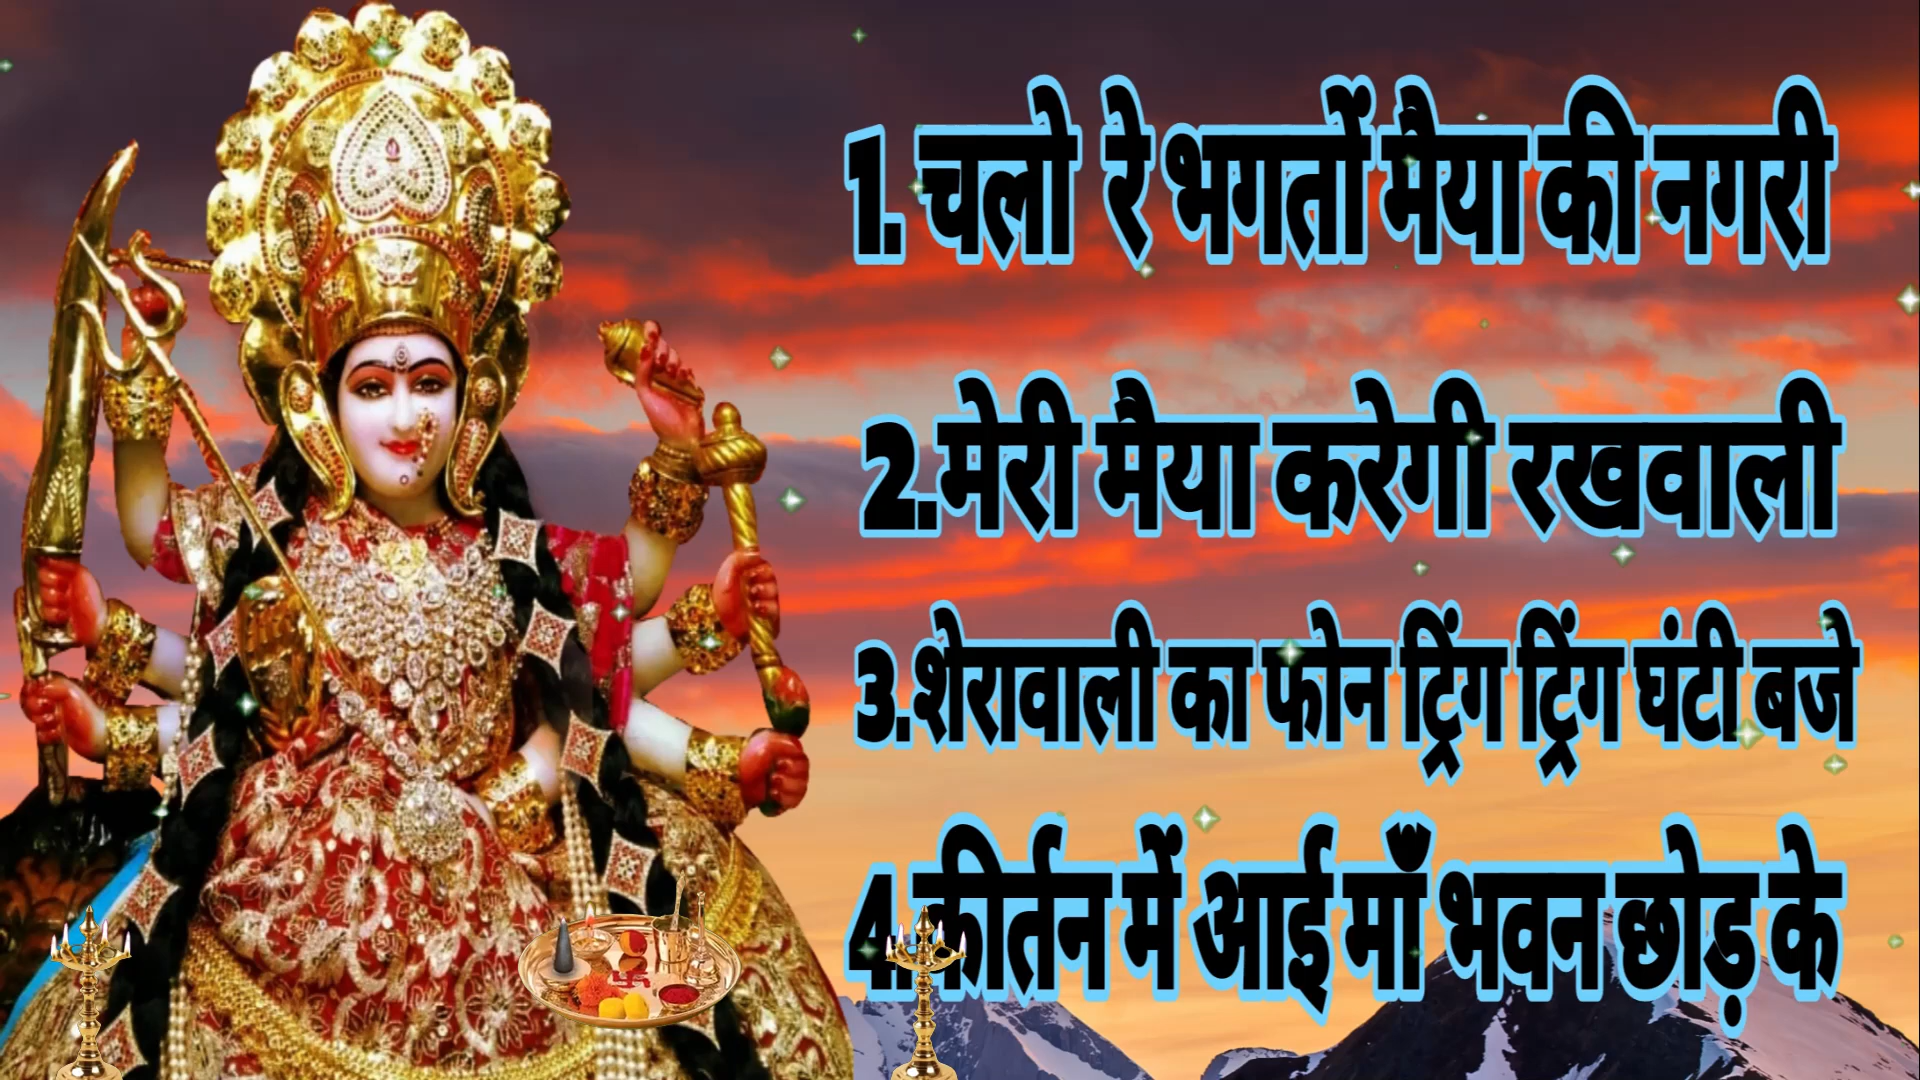 1. चलो रे भगतों मैया की नगरी
2.मेरी मैया करेगी रखवाली
3.शेरावाली का फोन ट्रिंग ट्रिंग घंटी बजे
4.कीर्तन में आई माँ भवन छोड़ के